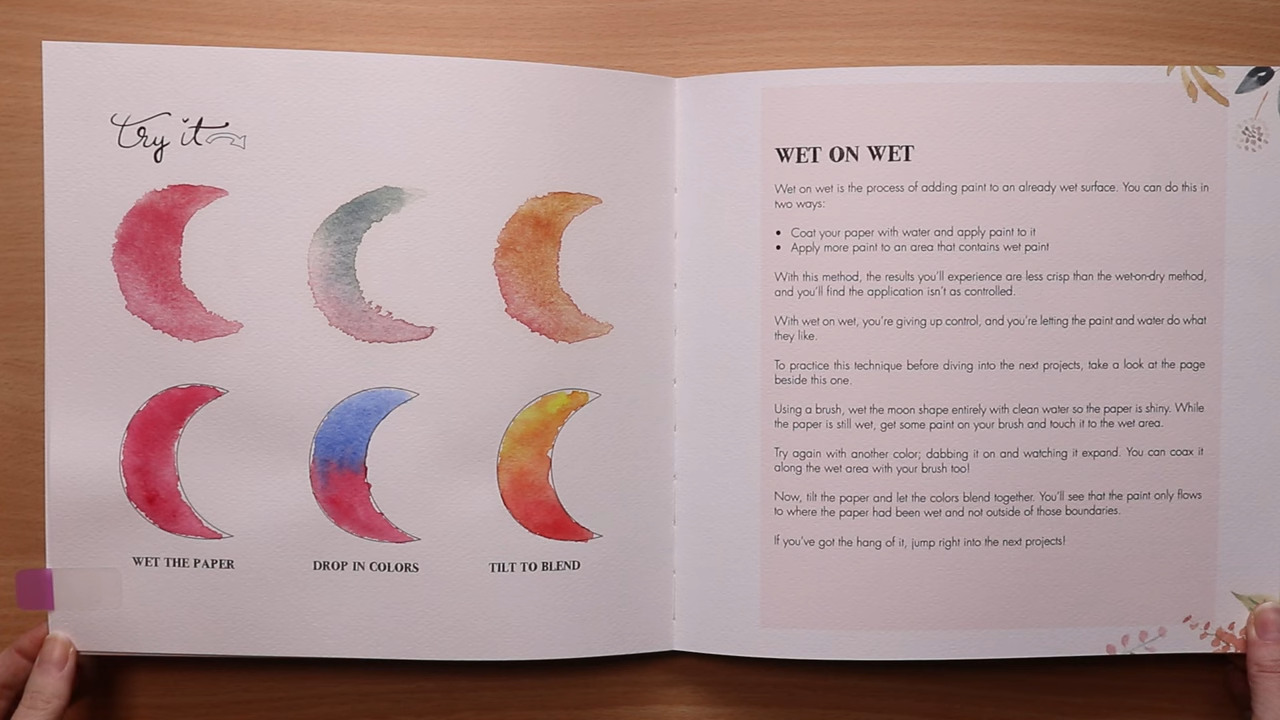 try it
WET THE PAPER
DROP IN COLORS
TILT TO BLEND
WET ON WET
Wet on wet is the process of adding paint to an already wet surface. You can do this in
two ways:
• Coat your paper with water and apply paint to it
• Apply more paint to an area that contains wet paint
With this method, the results you'll experience are less crisp than the wet-on-dry method,
and you'll find the application isn't as controlled.
With wet on wet, you're giving up control, and you're letting the paint and water do what
they like.
To practice this technique before diving into the next projects, take a look at the page
beside this one.
Using a brush, wet the moon shape entirely with clean water so the paper is shiny. While
the paper is still wet, get some paint on your brush and touch it to the wet area.
Try again with another color; dabbing it on and watching it expand. You can coax it
along the wet area with your brush too!
Now, tilt the paper and let the colors blend together. You'll see that the paint only flows
to where the paper had been wet and not outside of those boundaries.
If you've got the hang of it, jump right into the next projects!